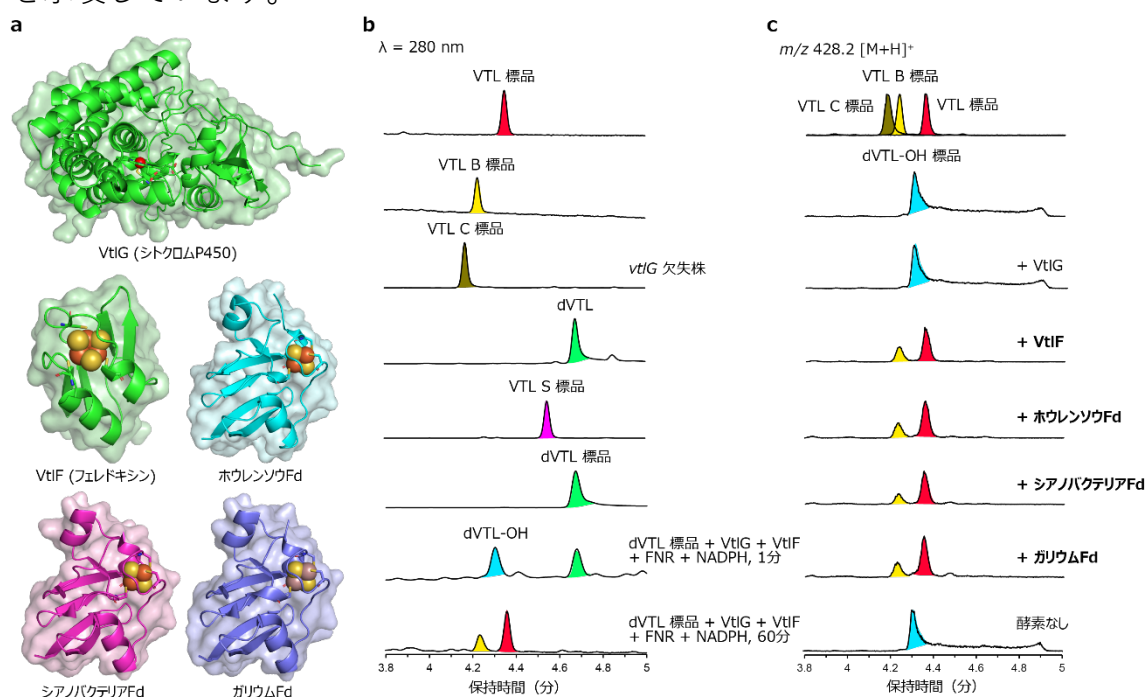 a
VtlG (シトクロムP450)
VtlF (フェレドキシン)
ホウレンソウFd
シアノバクテリアFd
ガリウムFd
b
λ = 280 nm
VTL 標品
VTL B 標品
VTL C 標品
vtlG 欠失株
dVTL
VTL S 標品
dVTL 標品
dVTL-OH
dVTL 標品 + VtlG + VtlF
+ FNR + NADPH, 1分
dVTL 標品 + VtlG + VtlF
+ FNR + NADPH, 60分
3.8 4 4.2 4.4 4.6 4.8 5
保持時間（分）
c
m/z 428.2 [M+H]⁺
VTL B 標品
VTL C 標品
VTL 標品
dVTL-OH 標品
+ VtlG
+ VtlF
+ ホウレンソウFd
+ シアノバクテリアFd
+ ガリウムFd
酵素なし
3.8 4 4.2 4.4 4.6 4.8 5
保持時間（分）